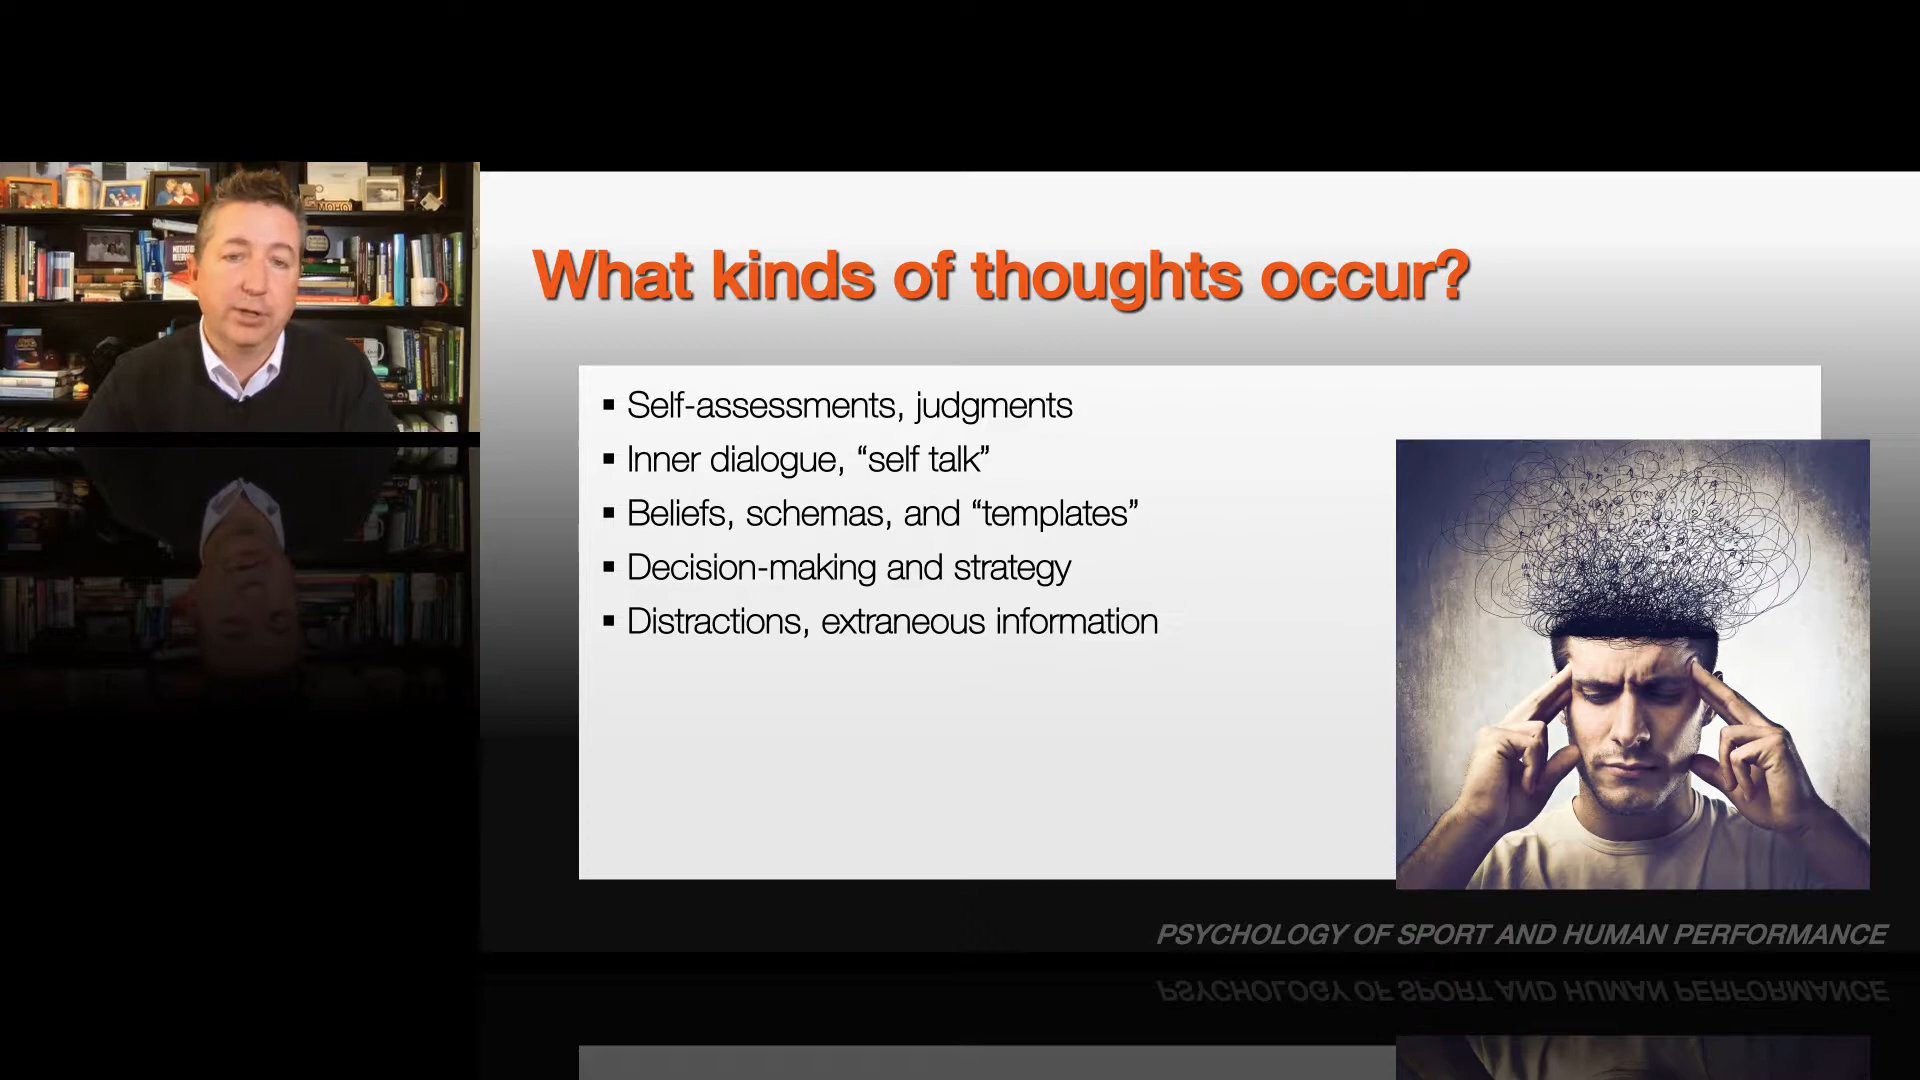 What kinds of thoughts occur?
▪ Self-assessments, judgments
▪ Inner dialogue, “self talk”
▪ Beliefs, schemas, and “templates”
▪ Decision-making and strategy
▪ Distractions, extraneous information
PSYCHOLOGY OF SPORT AND HUMAN PERFORMANCE